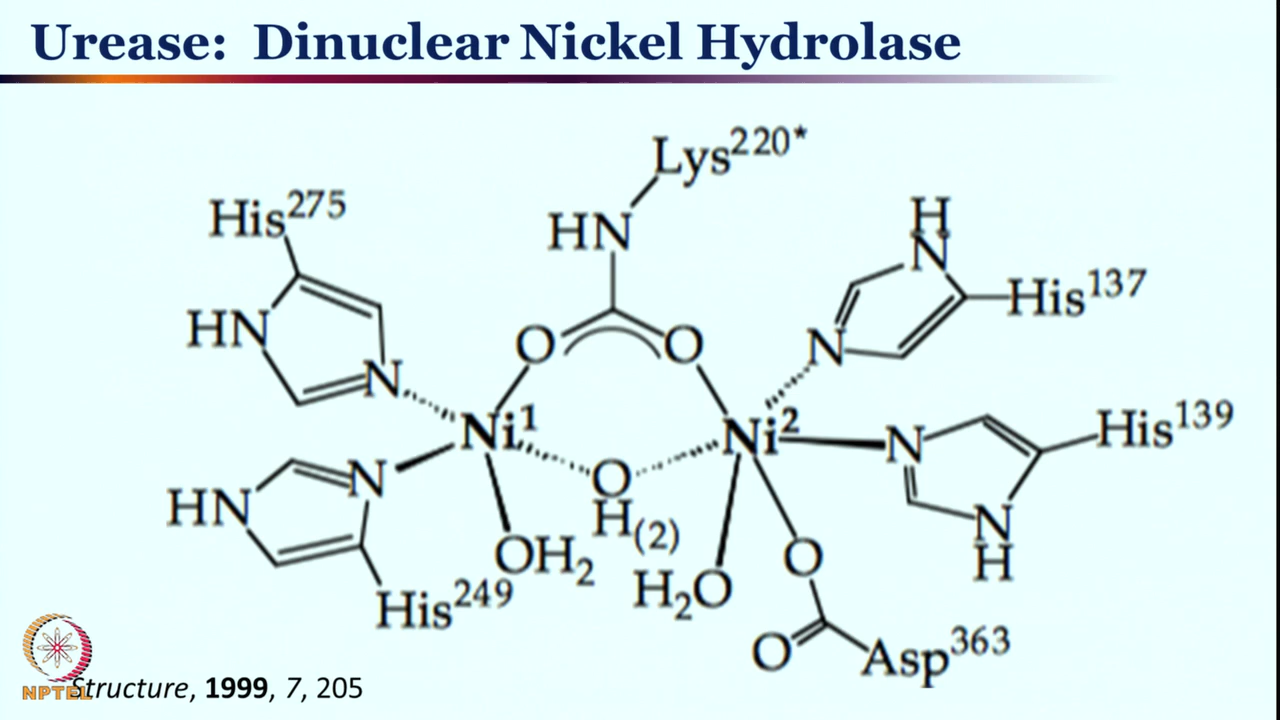 Urease: Dinuclear Nickel Hydrolase
Lys²²⁰*
His²⁷⁵
HN
H
N
His¹³⁷
HN
O
O
N
N
Ni¹
Ni²
N
His¹³⁹
N
O
H₍₂₎
HN
N
H
OH₂
H₂O
O
His²⁴⁹
O
Asp³⁶³
NPTEL
Structure, 1999, 7, 205